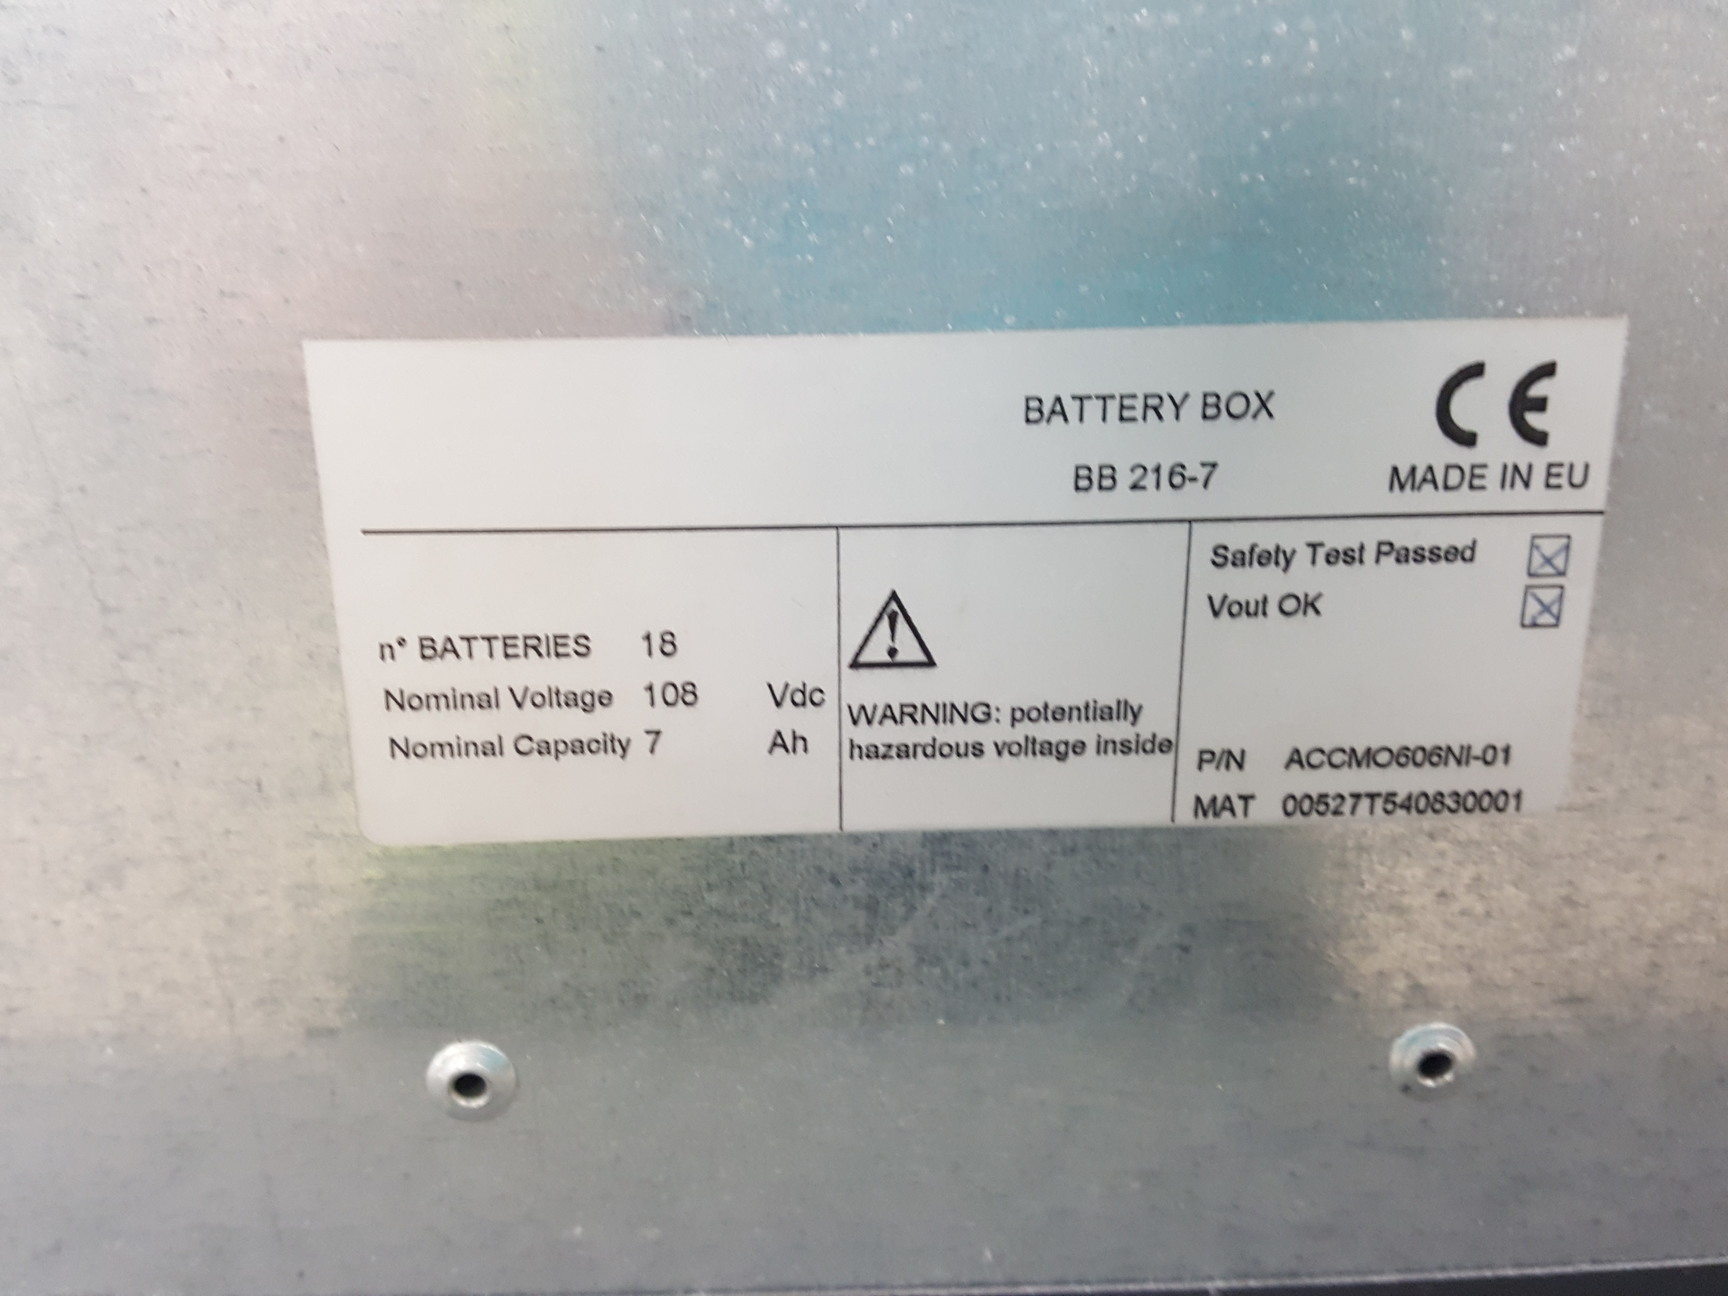 BATTERY BOX
CE
BB 216-7
MADE IN EU
n° BATTERIES 18
Nominal Voltage 108 Vdc
Nominal Capacity 7 Ah
WARNING: potentially
hazardous voltage inside
Safety Test Passed
Vout OK
P/N ACCMO606NI-01
MAT 00527T540830001